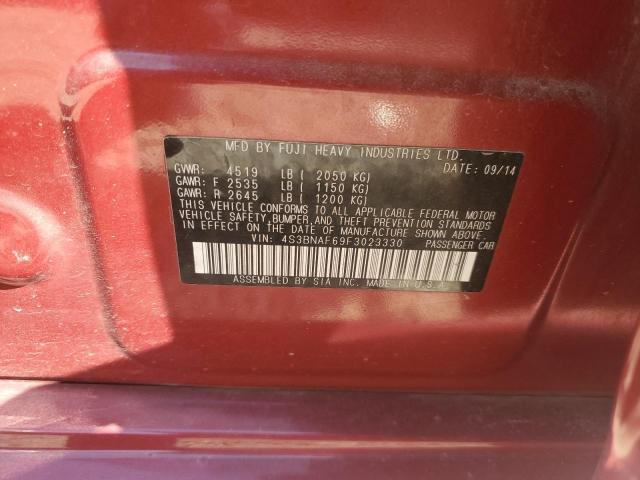 MFD BY FUJI HEAVY INDUSTRIES LTD.
GVWR: 4519 LB ( 2050 KG) DATE: 09/14
GAWR: F 2535 LB ( 1150 KG)
GAWR: R 2645 LB ( 1200 KG)
THIS VEHICLE CONFORMS TO ALL APPLICABLE FEDERAL MOTOR
VEHICLE SAFETY, BUMPER, AND THEFT PREVENTION STANDARDS
IN EFFECT ON THE DATE OF MANUFACTURE SHOWN ABOVE.
VIN: 4S3BNAF69F3023330 PASSENGER CAR
ASSEMBLED BY SIA INC. MADE IN U.S.A.